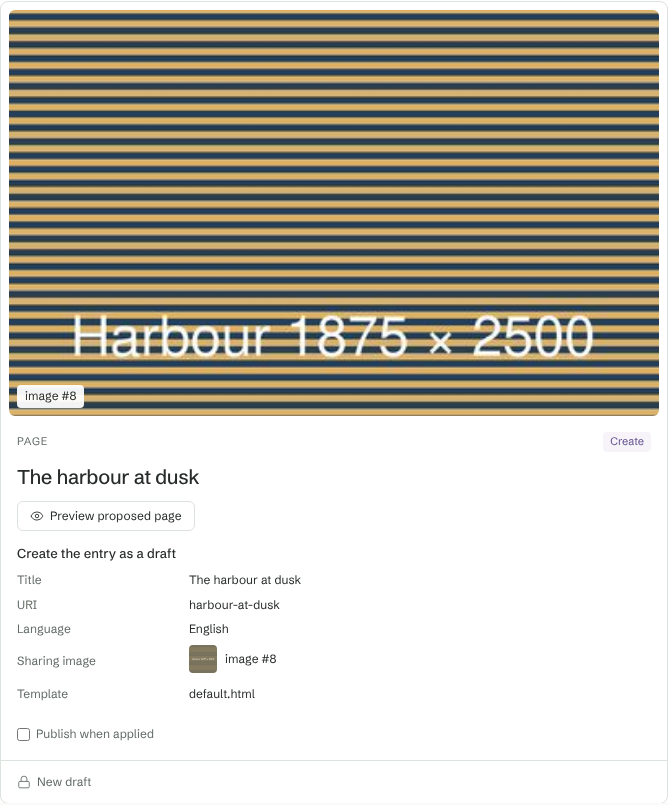 Harbour 1875 × 2500
image #8
PAGE
Create
The harbour at dusk
Preview proposed page
Create the entry as a draft
Title The harbour at dusk
URI harbour-at-dusk
Language English
Sharing image image #8
Template default.html
Publish when applied
New draft